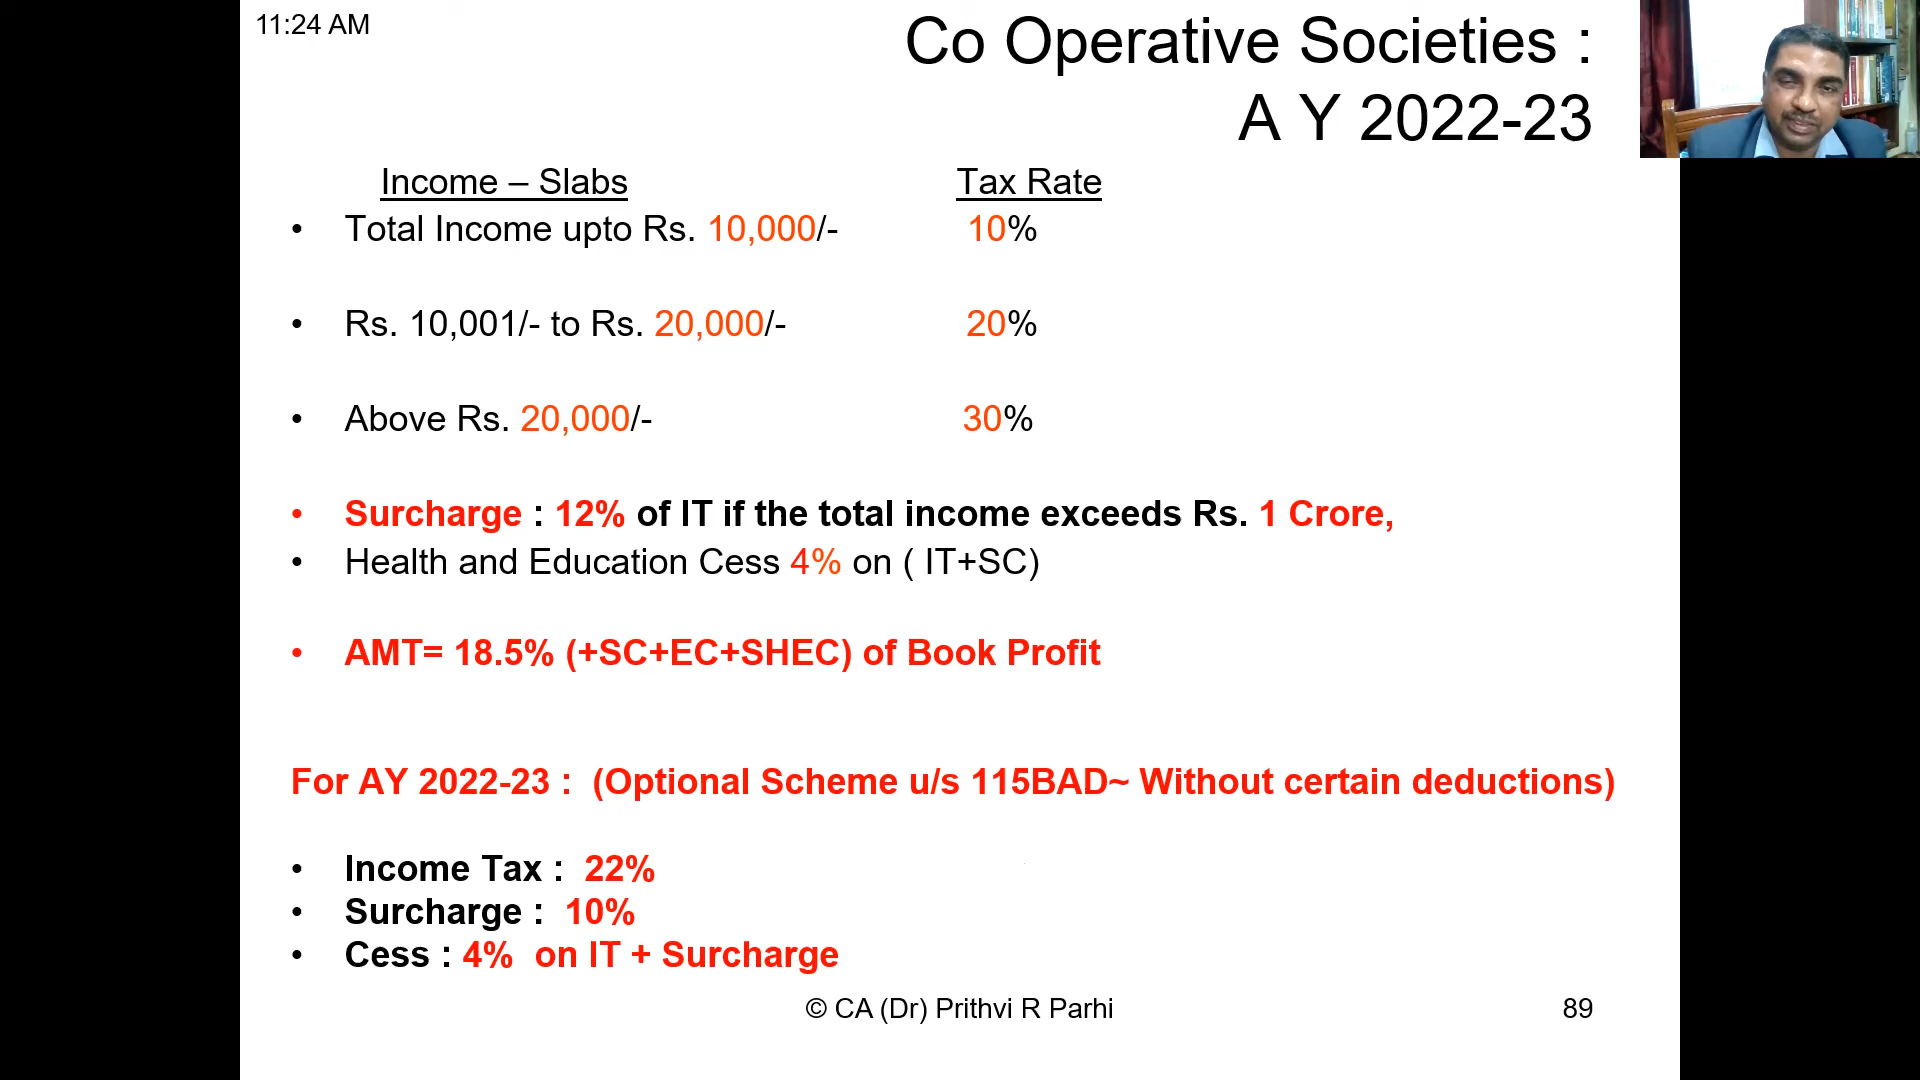 11:24 AM
Co Operative Societies :
A Y 2022-23
Income – Slabs Tax Rate
• Total Income upto Rs. 10,000/- 10%
• Rs. 10,001/- to Rs. 20,000/- 20%
• Above Rs. 20,000/- 30%
• Surcharge : 12% of IT if the total income exceeds Rs. 1 Crore,
• Health and Education Cess 4% on ( IT+SC)
• AMT= 18.5% (+SC+EC+SHEC) of Book Profit
For AY 2022-23 : (Optional Scheme u/s 115BAD~ Without certain deductions)
• Income Tax : 22%
• Surcharge : 10%
• Cess : 4% on IT + Surcharge
© CA (Dr) Prithvi R Parhi 89